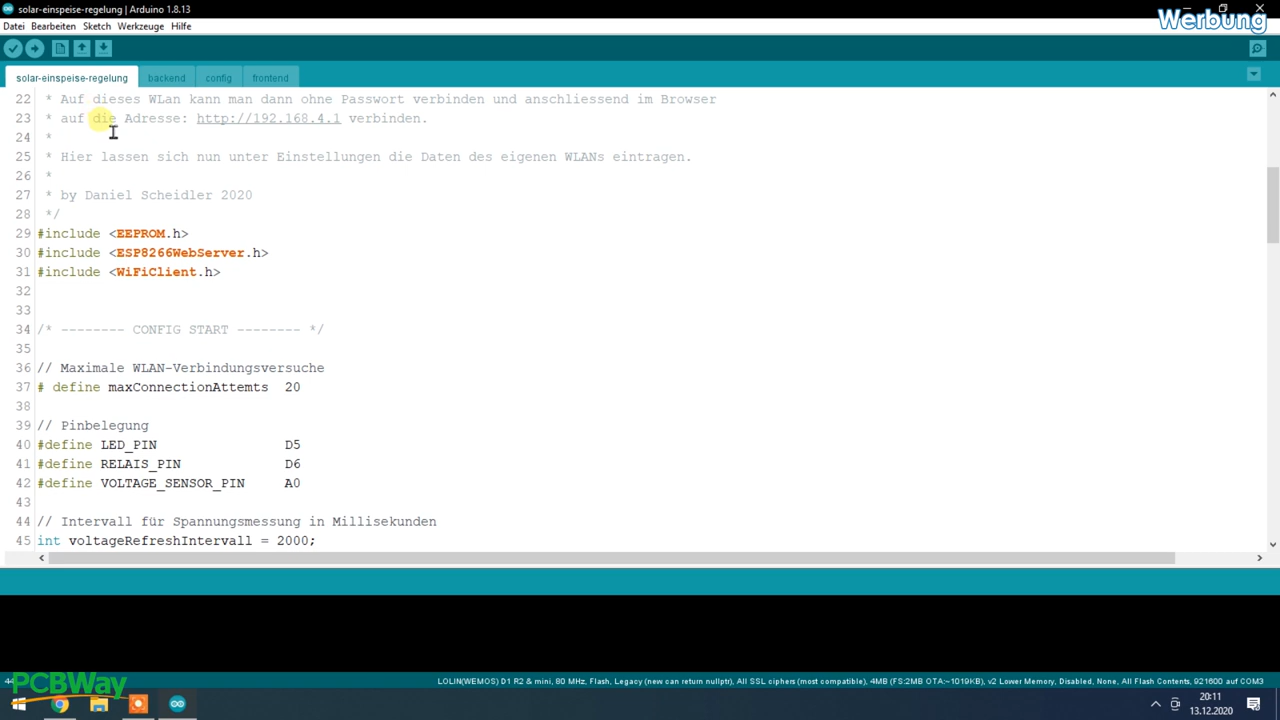 solar-einspeise-regelung | Arduino 1.8.13
Werbung
Datei Bearbeiten Sketch Werkzeuge Hilfe
solar-einspeise-regelung backend config frontend
22 * Auf dieses WLan kann man dann ohne Passwort verbinden und anschliessend im Browser
23 * auf die Adresse: http://192.168.4.1 verbinden.
24 *
25 * Hier lassen sich nun unter Einstellungen die Daten des eigenen WLANs eintragen.
26 *
27 * by Daniel Scheidler 2020
28 */
29 #include <EEPROM.h>
30 #include <ESP8266WebServer.h>
31 #include <WiFiClient.h>
32
33
34 /* -------- CONFIG START -------- */
35
36 // Maximale WLAN-Verbindungsversuche
37 # define maxConnectionAttemts 20
38
39 // Pinbelegung
40 #define LED_PIN D5
41 #define RELAIS_PIN D6
42 #define VOLTAGE_SENSOR_PIN A0
43
44 // Intervall für Spannungsmessung in Millisekunden
45 int voltageRefreshIntervall = 2000;
PCBWay
LOLIN(WEMOS) D1 R2 & mini, 80 MHz, Flash, Legacy (new can return nullptr), All SSL ciphers (most compatible), 4MB (FS:2MB OTA:~1019KB), v2 Lower Memory, Disabled, None, All Flash Contents, 921600 auf COM3
20:11
13.12.2020